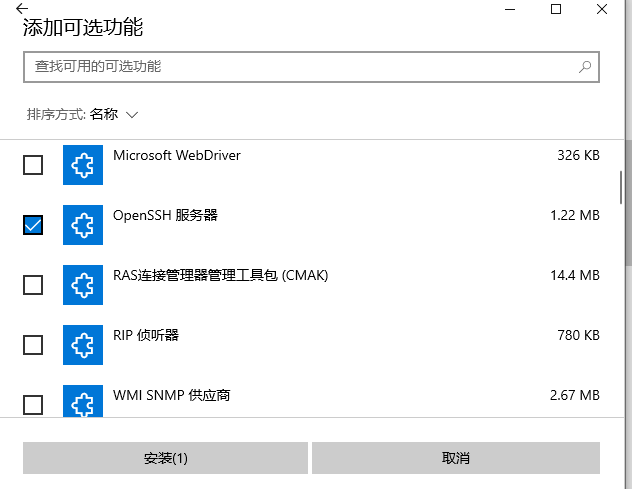 添加可选功能
查找可用的可选功能
排序方式: 名称
Microsoft WebDriver 326 KB
OpenSSH 服务器 1.22 MB
RAS连接管理器管理工具包 (CMAK) 14.4 MB
RIP 侦听器 780 KB
WMI SNMP 供应商 2.67 MB
安装(1) 取消